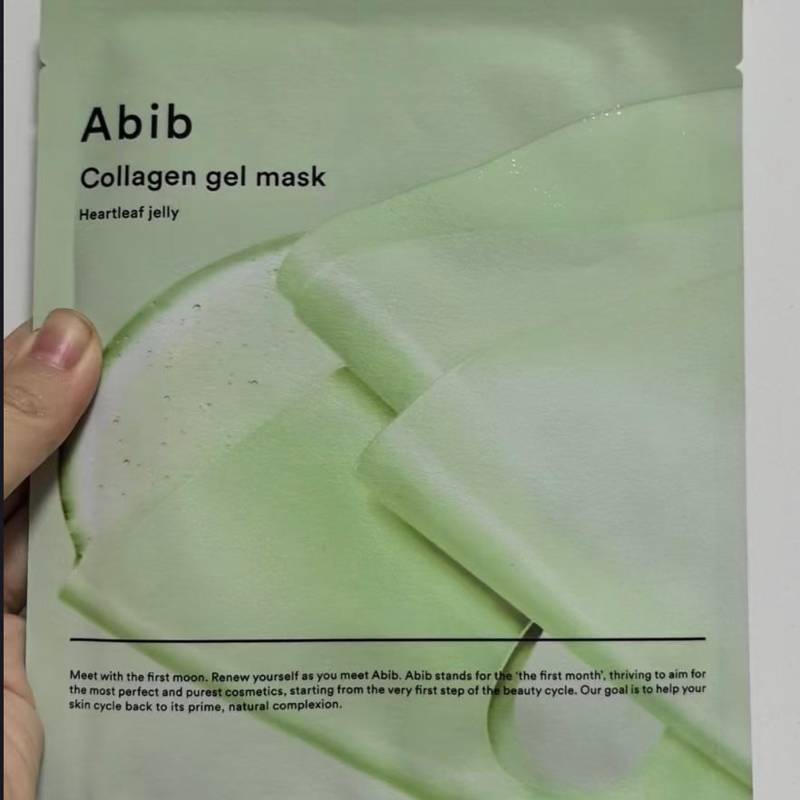 Abib
Collagen gel mask
Heartleaf jelly
Meet with the first moon. Renew yourself as you meet Abib. Abib stands for the 'the first month', thriving to aim for
the most perfect and purest cosmetics, starting from the very first step of the beauty cycle. Our goal is to help your
skin cycle back to its prime, natural complexion.